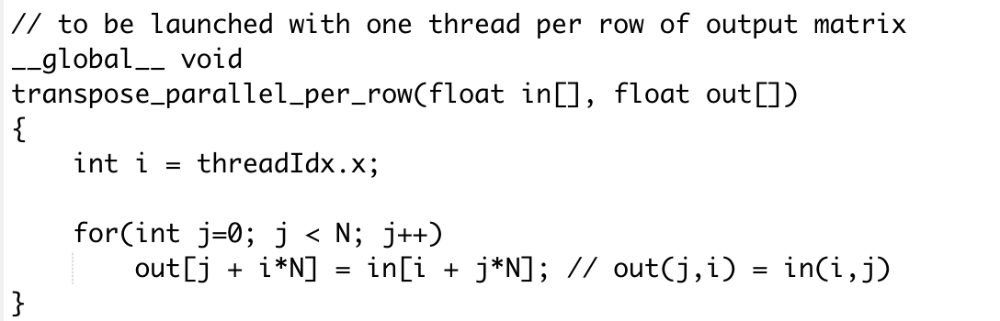 // to be launched with one thread per row of output matrix
__global__ void
transpose_parallel_per_row(float in[], float out[])
{
    int i = threadIdx.x;

    for(int j=0; j < N; j++)
        out[j + i*N] = in[i + j*N]; // out(j,i) = in(i,j)
}